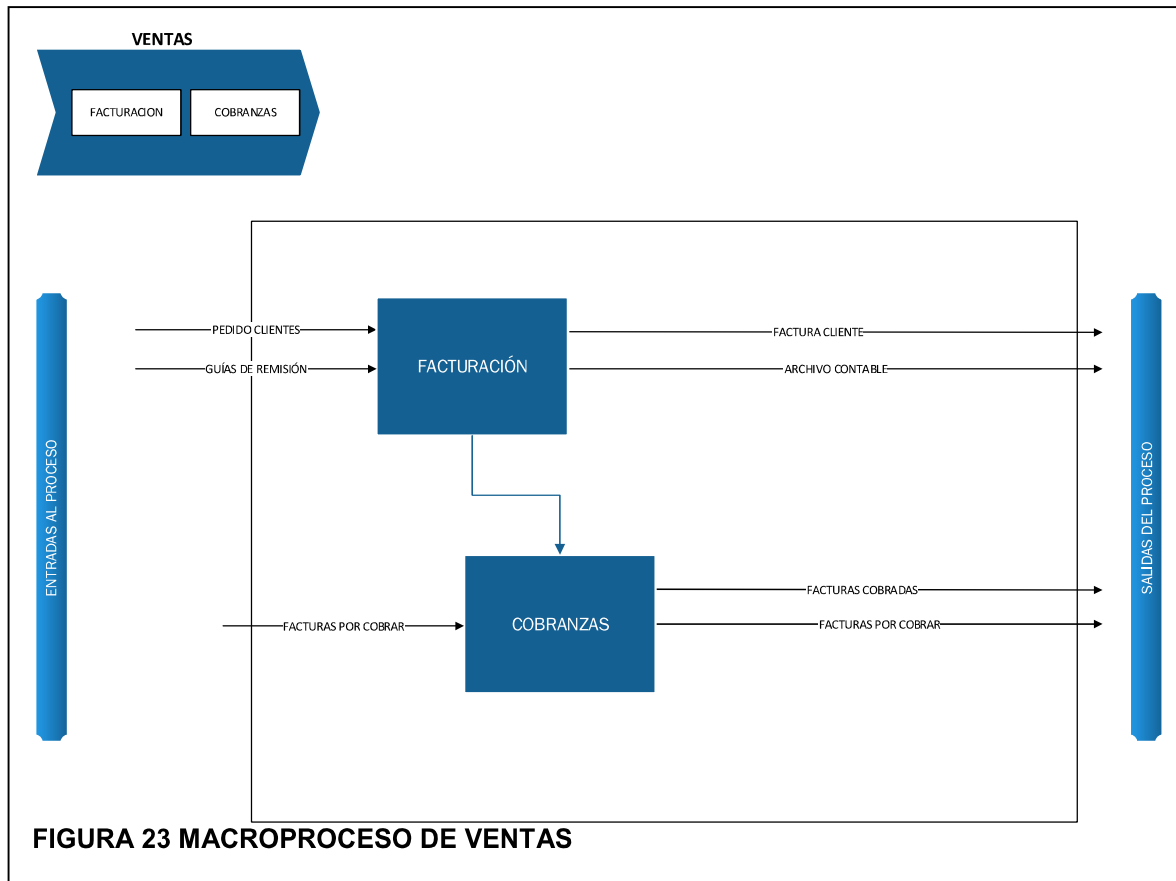 VENTAS
FACTURACION
COBRANZAS
PEDIDO CLIENTES
GUÍAS DE REMISIÓN
FACTURACIÓN
FACTURA CLIENTE
ARCHIVO CONTABLE
ENTRADAS AL PROCESO
SALIDAS DEL PROCESO
FACTURAS POR COBRAR
COBRANZAS
FACTURAS COBRADAS
FACTURAS POR COBRAR
FIGURA 23 MACROPROCESO DE VENTAS